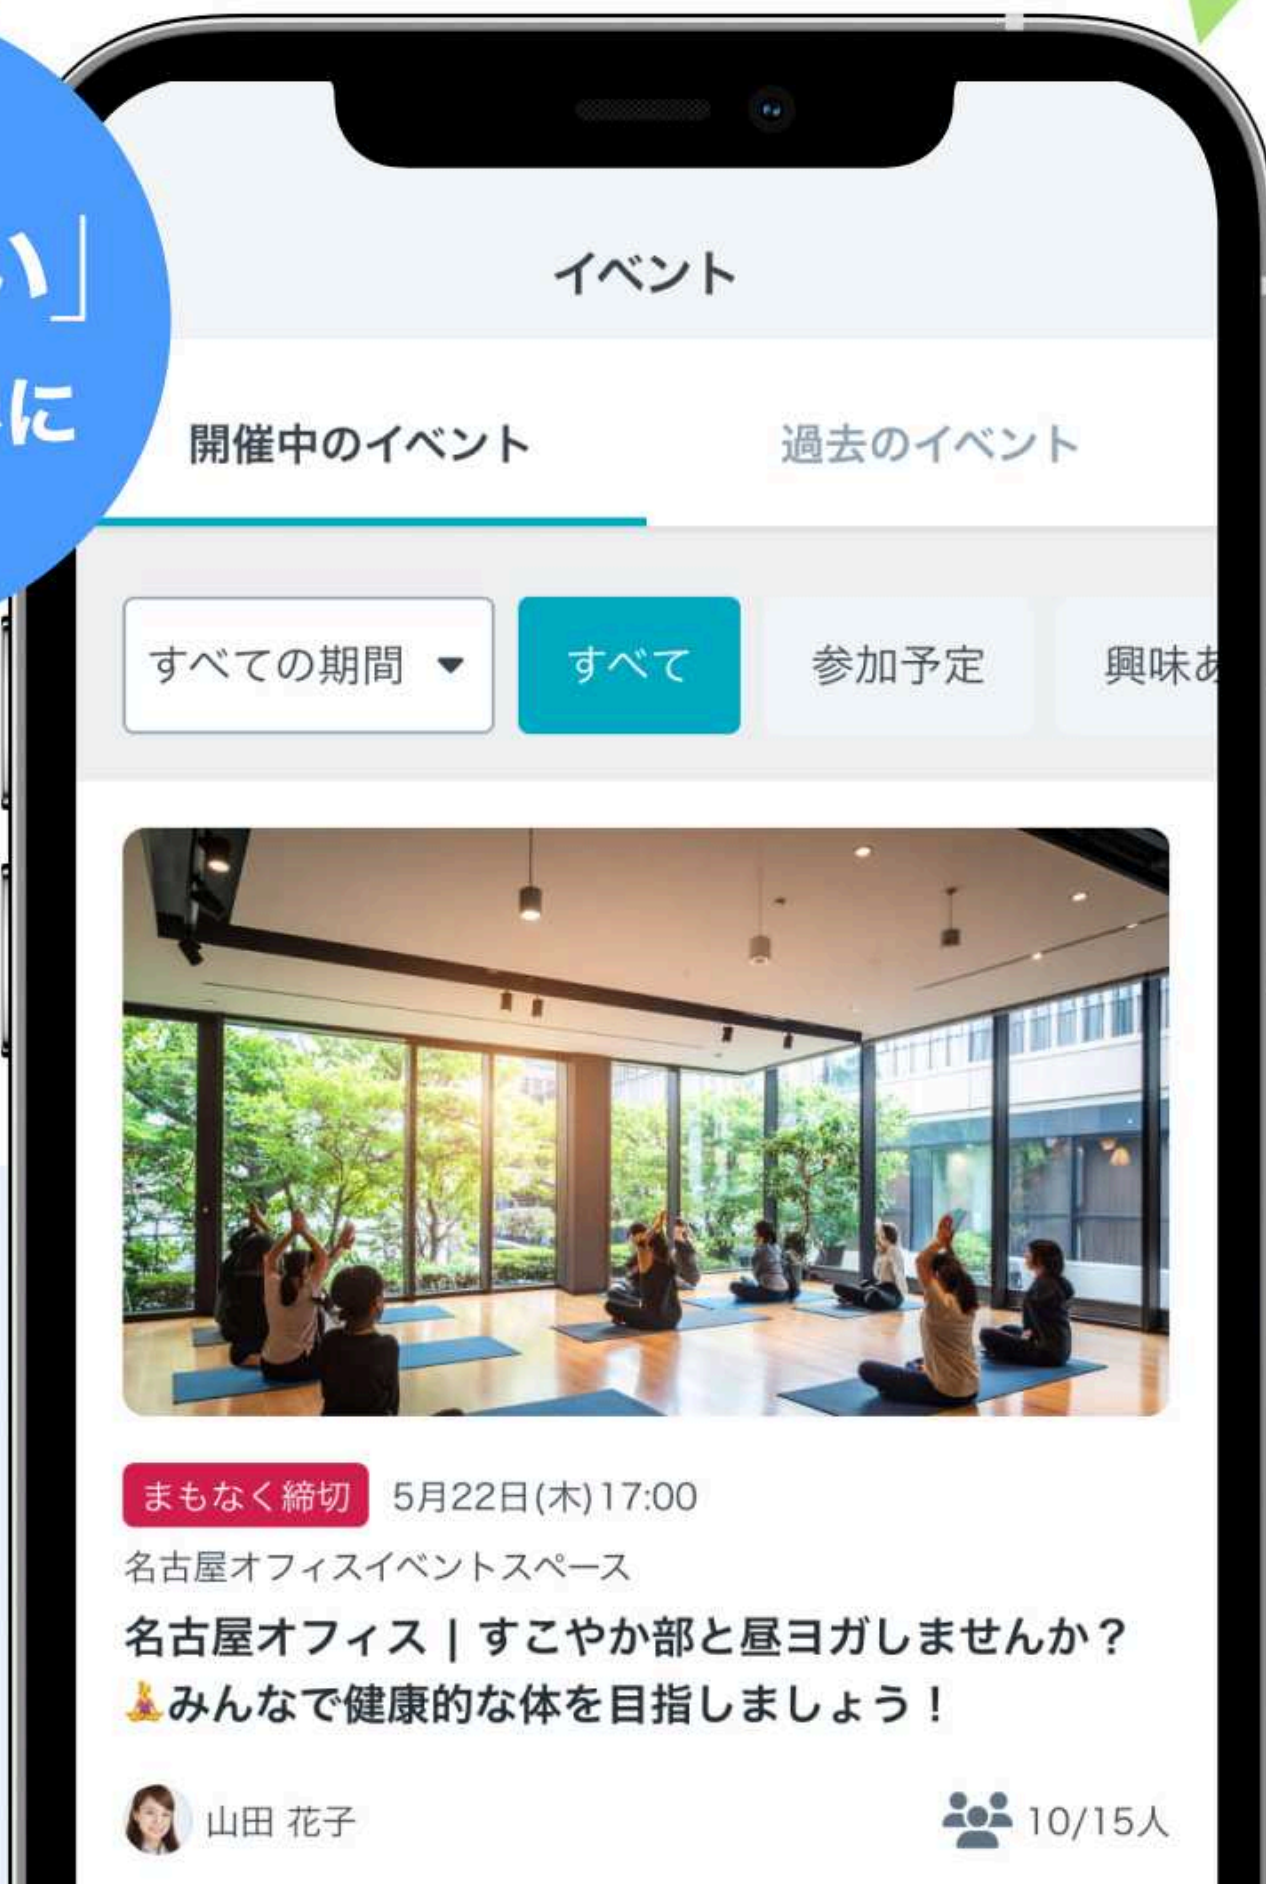 い」
に
イベント
開催中のイベント
過去のイベント
すべての期間
すべて
参加予定
興味あ
まもなく締切 5月22日(木)17:00
名古屋オフィスイベントスペース
名古屋オフィス | すこやか部と昼ヨガしませんか？
🧘みんなで健康的な体を目指しましょう！
山田 花子
10/15人